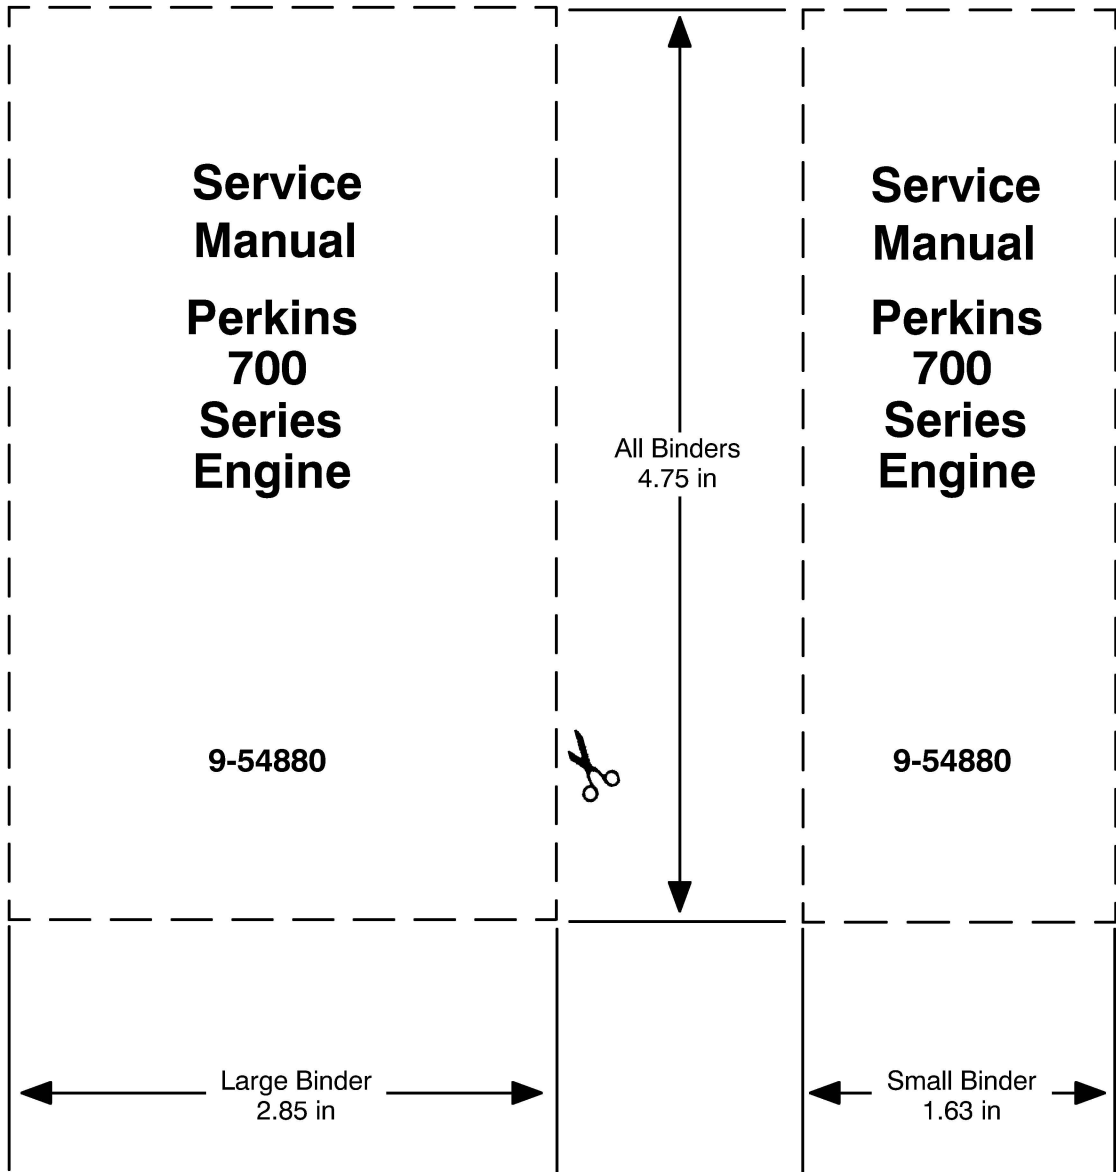 Service
Manual
Perkins
700
Series
Engine
9-54880
All Binders
4.75 in
Service
Manual
Perkins
700
Series
Engine
9-54880
Large Binder
2.85 in
Small Binder
1.63 in